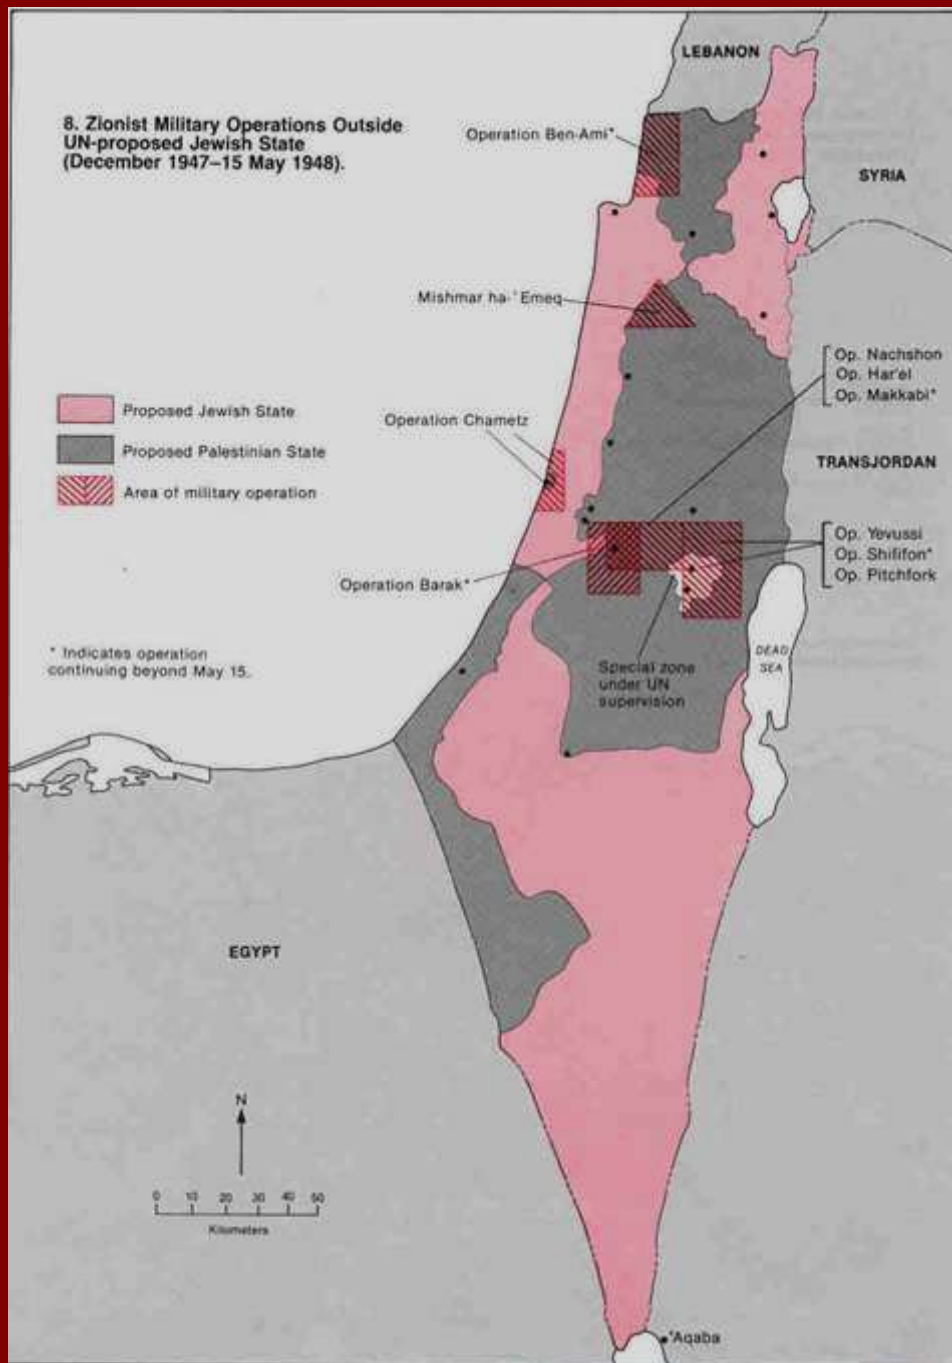 8. Zionist Military Operations Outside
UN-proposed Jewish State
(December 1947–15 May 1948).
LEBANON
Operation Ben-Ami*
SYRIA
Mishmar ha-'Emeq
Op. Nachshon
Op. Har'el
Op. Makkabi*
Proposed Jewish State
Proposed Palestinian State
Area of military operation
Operation Chametz
TRANSJORDAN
Op. Yevussi
Op. Shififon*
Op. Pitchfork
Operation Barak*
* Indicates operation
continuing beyond May 15.
Special zone
under UN
supervision
DEAD
SEA
EGYPT
N
0 10 20 30 40 50
Kilometers
'Aqaba